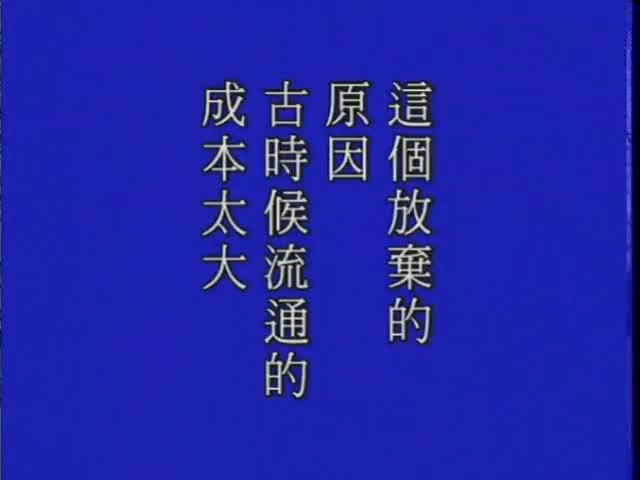 這個放棄的
原因
古時候流通的
成本太大